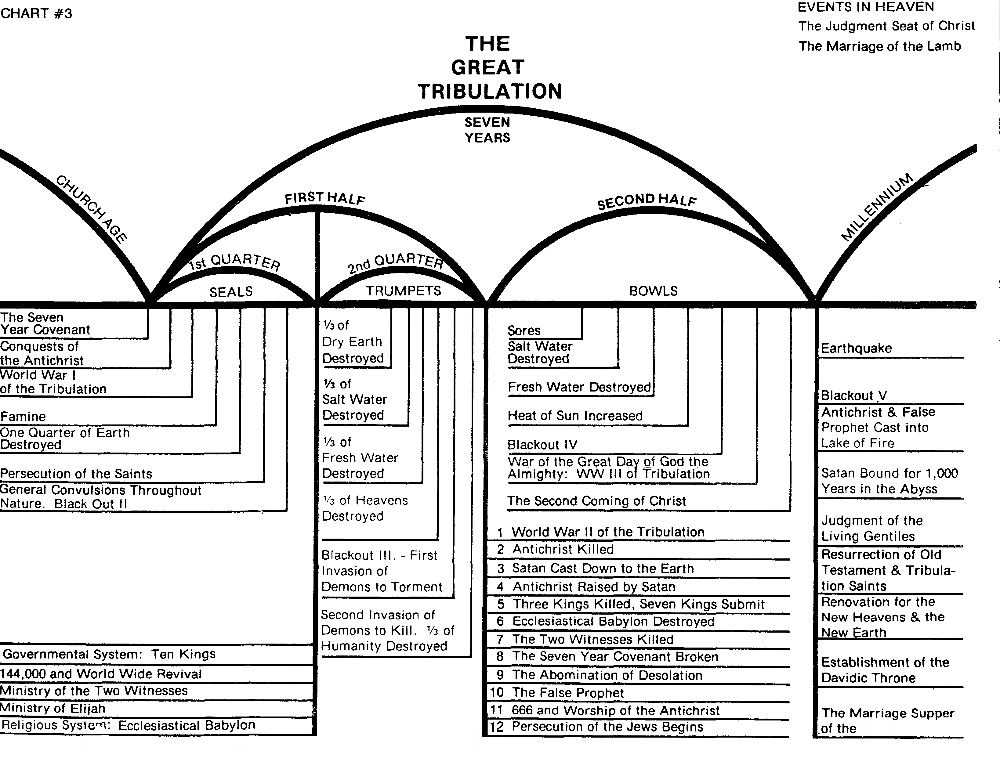 CHART #3
EVENTS IN HEAVEN
The Judgment Seat of Christ
The Marriage of the Lamb
THE
GREAT
TRIBULATION
SEVEN
YEARS
CHURCH AGE
FIRST HALF
SECOND HALF
MILLENNIUM
1st QUARTER
2nd QUARTER
SEALS
TRUMPETS
BOWLS
The Seven
Year Covenant
Conquests of
the Antichrist
World War I
of the Tribulation
Famine
One Quarter of Earth
Destroyed
Persecution of the Saints
General Convulsions Throughout
Nature. Black Out II
Governmental System: Ten Kings
144,000 and World Wide Revival
Ministry of the Two Witnesses
Ministry of Elijah
Religious System: Ecclesiastical Babylon
⅓ of
Dry Earth
Destroyed
⅓ of
Salt Water
Destroyed
⅓ of
Fresh Water
Destroyed
⅓ of Heavens
Destroyed
Blackout III. - First
Invasion of
Demons to Torment
Second Invasion of
Demons to Kill. ⅓ of
Humanity Destroyed
Sores
Salt Water
Destroyed
Fresh Water Destroyed
Heat of Sun Increased
Blackout IV
War of the Great Day of God the
Almighty: WW III of Tribulation
The Second Coming of Christ
1 World War II of the Tribulation
2 Antichrist Killed
3 Satan Cast Down to the Earth
4 Antichrist Raised by Satan
5 Three Kings Killed, Seven Kings Submit
6 Ecclesiastical Babylon Destroyed
7 The Two Witnesses Killed
8 The Seven Year Covenant Broken
9 The Abomination of Desolation
10 The False Prophet
11 666 and Worship of the Antichrist
12 Persecution of the Jews Begins
Earthquake
Blackout V
Antichrist & False
Prophet Cast into
Lake of Fire
Satan Bound for 1,000
Years in the Abyss
Judgment of the
Living Gentiles
Resurrection of Old
Testament & Tribula-
tion Saints
Renovation for the
New Heavens & the
New Earth
Establishment of the
Davidic Throne
The Marriage Supper
of the